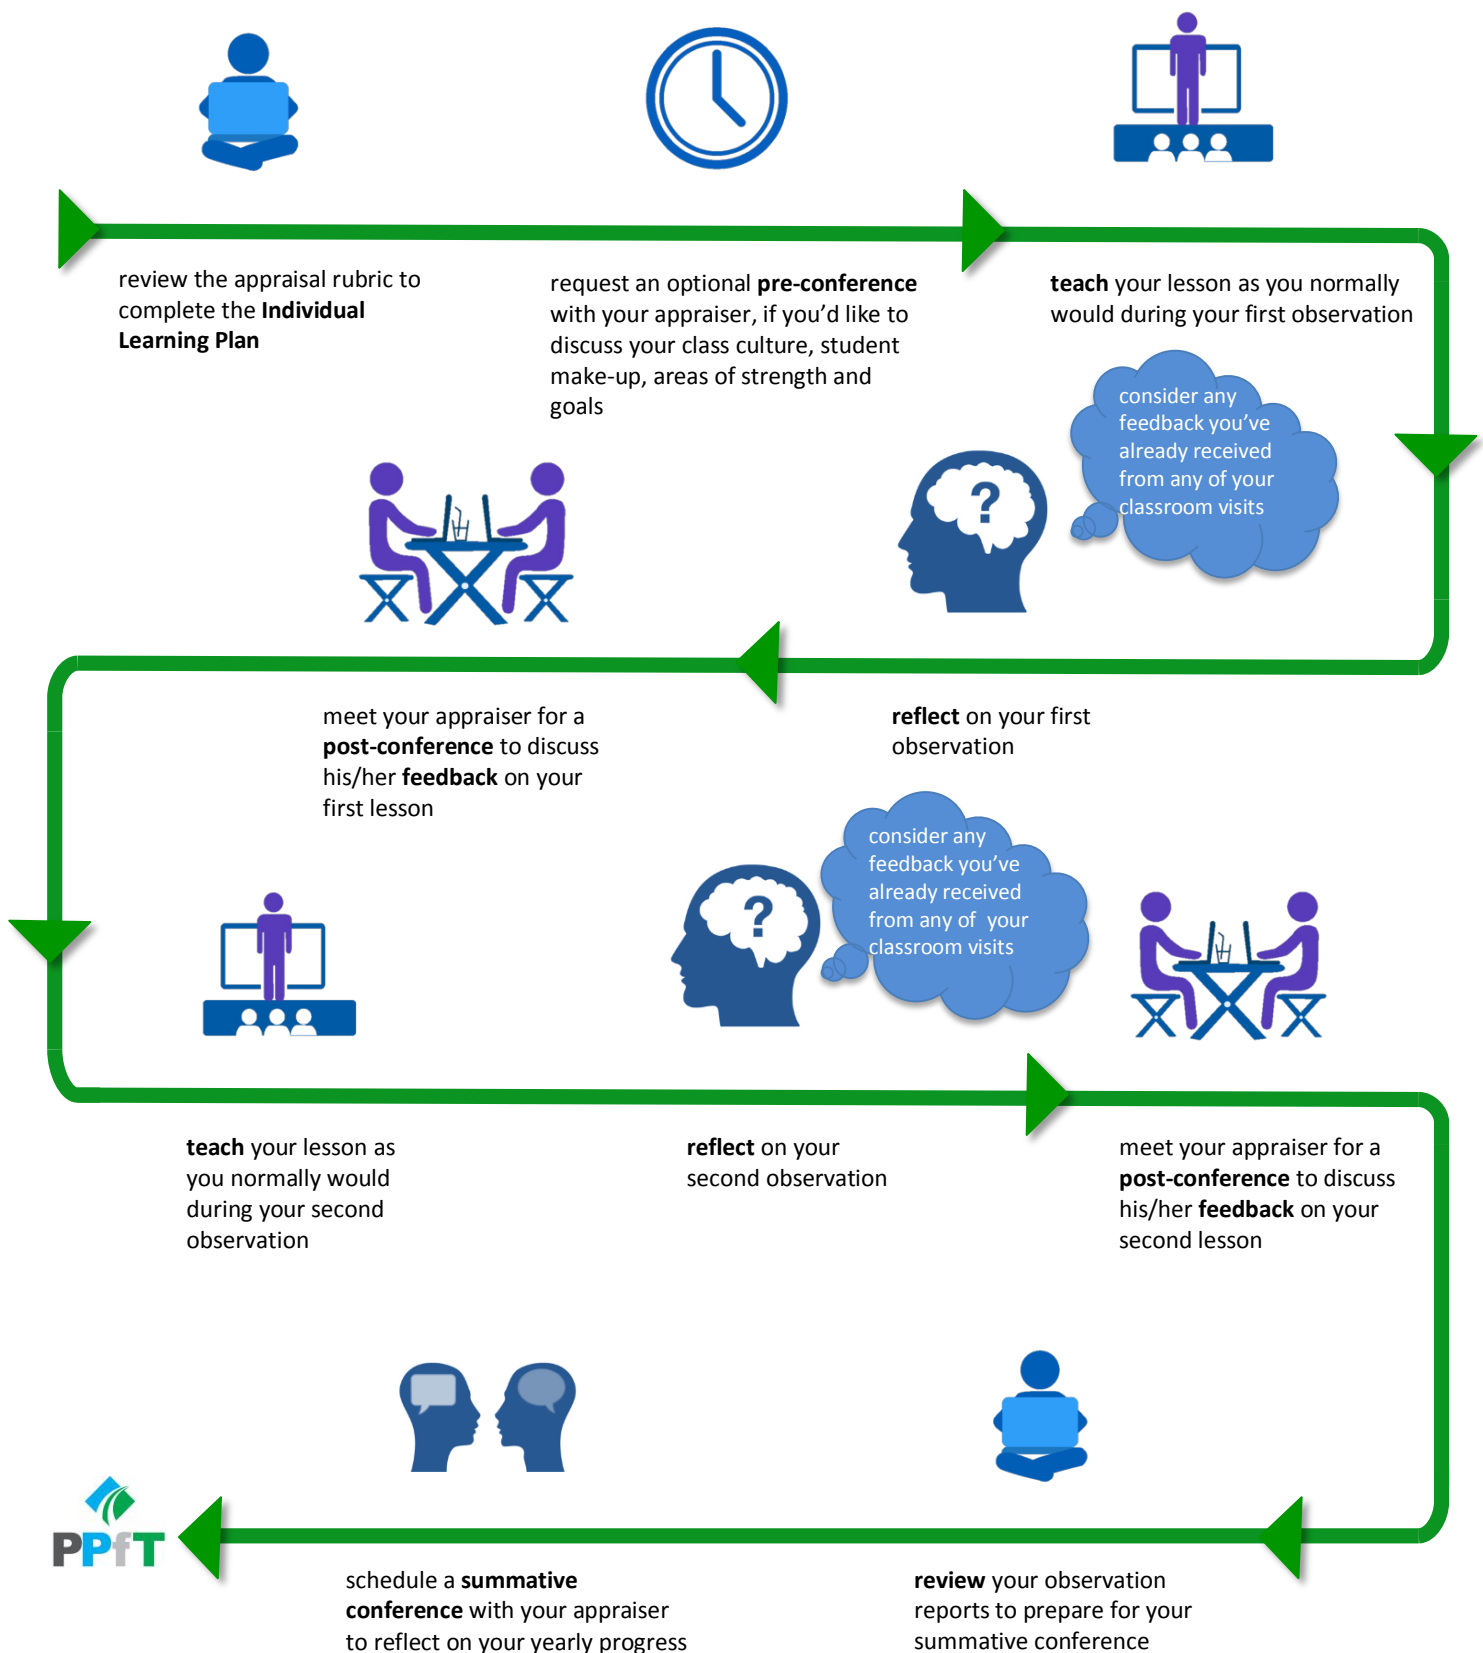 review the appraisal rubric to
complete the Individual
Learning Plan
request an optional pre-conference
with your appraiser, if you'd like to
discuss your class culture, student
make-up, areas of strength and
goals
teach your lesson as you normally
would during your first observation
consider any
feedback you've
already received
from any of your
classroom visits
?
reflect on your first
observation
meet your appraiser for a
post-conference to discuss
his/her feedback on your
first lesson
teach your lesson as
you normally would
during your second
observation
?
consider any
feedback you've
already received
from any of  your
classroom visits
reflect on your
second observation
meet your appraiser for a
post-conference to discuss
his/her feedback on your
second lesson
review your observation
reports to prepare for your
summative conference
schedule a summative
conference with your appraiser
to reflect on your yearly progress
PPfT